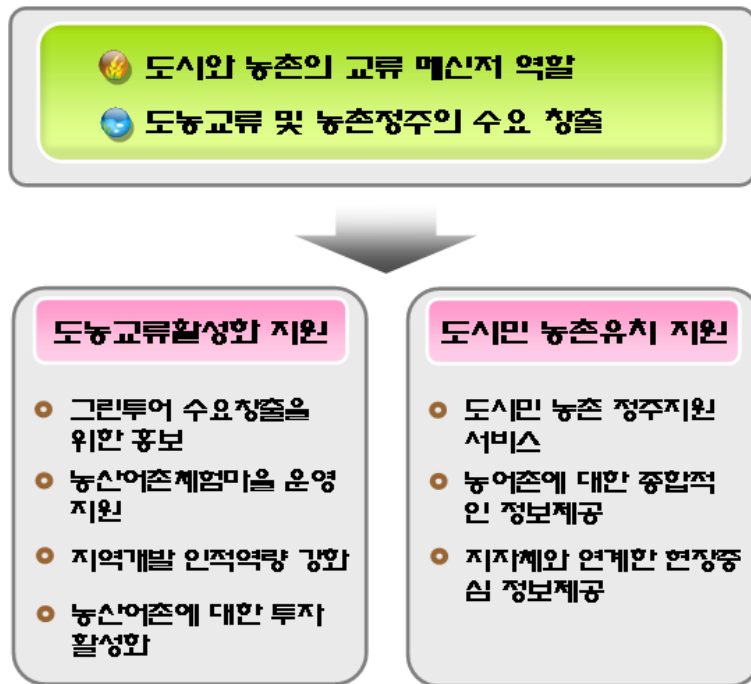 도시와 농촌의 교류 메신저 역할
도농교류 및 농촌정주의 수요 창출
도농교류활성화 지원
그린투어 수요창출을
위한 홍보
농산어촌체험마을 운영
지원
지역개발 인적역량 강화
농산어촌에 대한 투자
활성화
도시민 농촌유치 지원
도시민 농촌 정주지원
서비스
농어촌에 대한 종합적
인 정보제공
지자체와 연계한 현장중
심 정보제공